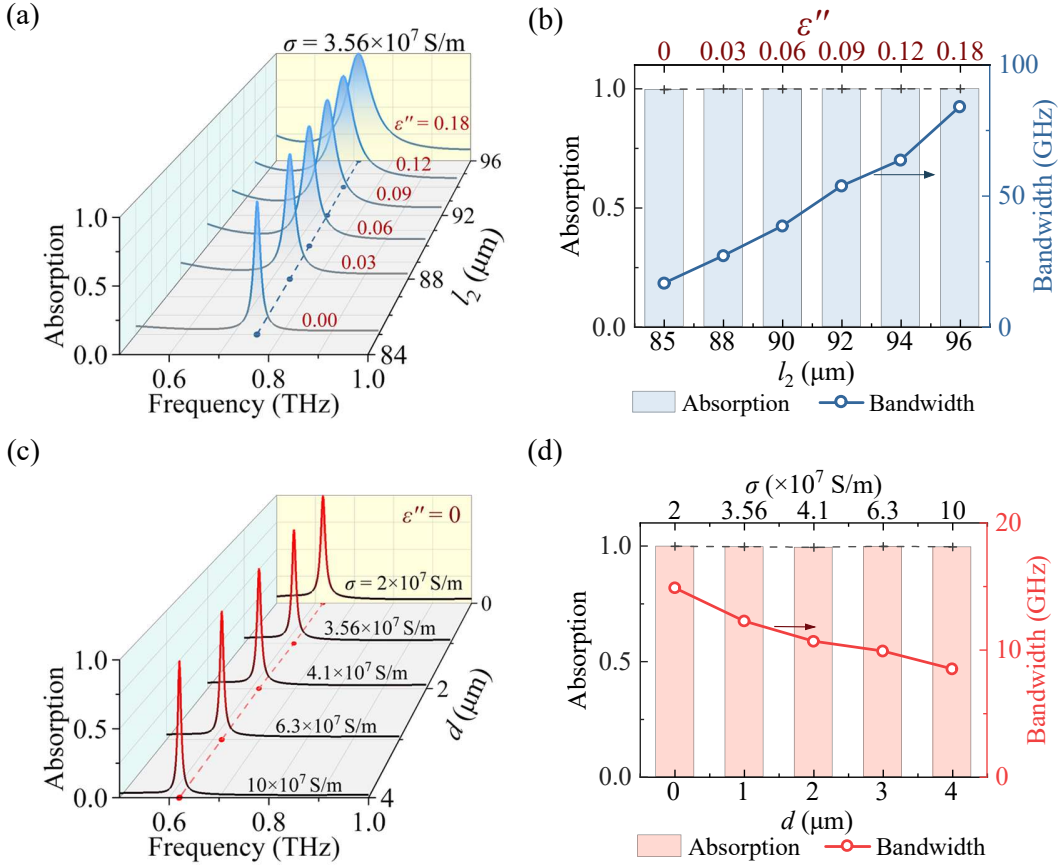 (a)
σ = 3.56×10⁷ S/m
ε″ = 0.18
0.12
0.09
0.06
0.03
0.00
96
92
88
84
l₂ (μm)
1.0
0.5
0.0
Absorption
0.6
0.8
1.0
Frequency (THz)
(b)
ε″
0
0.03
0.06
0.09
0.12
0.18
1.0
0.5
0
Absorption
100
50
0
Bandwidth (GHz)
85
88
90
92
94
96
l₂ (μm)
Absorption
Bandwidth
(c)
ε″ = 0
σ = 2×10⁷ S/m
3.56×10⁷ S/m
4.1×10⁷ S/m
6.3×10⁷ S/m
10×10⁷ S/m
0
2
4
d (μm)
1.0
0.5
0.0
Absorption
0.6
0.8
1.0
Frequency (THz)
(d)
σ (×10⁷ S/m)
2
3.56
4.1
6.3
10
1.0
0.5
0
Absorption
20
10
0
Bandwidth (GHz)
0
1
2
3
4
d (μm)
Absorption
Bandwidth